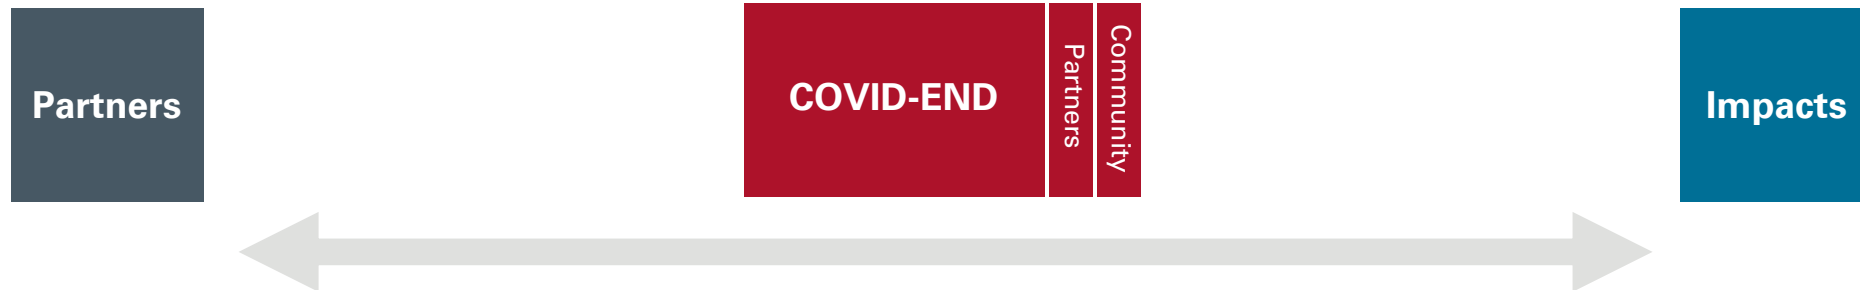 Partners
COVID-END
Partners
Community
Impacts